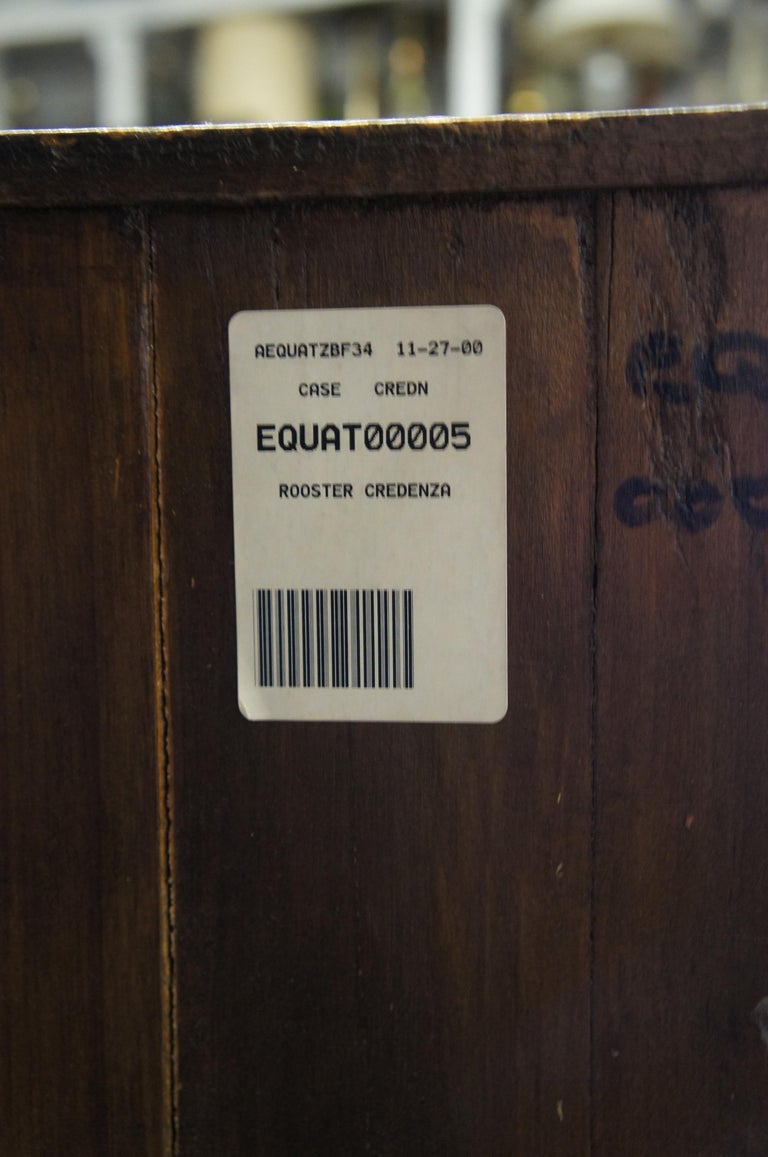 AEQUATZBF34 11-27-00
CASE CREDN
EQUAT00005
ROOSTER CREDENZA